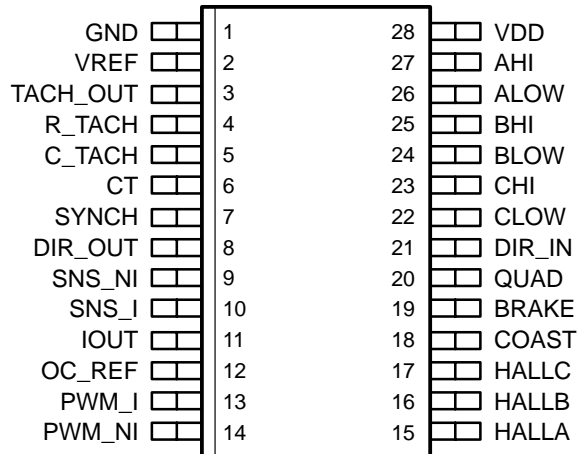 GND 1 28 VDD
VREF 2 27 AHI
TACH_OUT 3 26 ALOW
R_TACH 4 25 BHI
C_TACH 5 24 BLOW
CT 6 23 CHI
SYNCH 7 22 CLOW
DIR_OUT 8 21 DIR_IN
SNS_NI 9 20 QUAD
SNS_I 10 19 BRAKE
IOUT 11 18 COAST
OC_REF 12 17 HALLC
PWM_I 13 16 HALLB
PWM_NI 14 15 HALLA